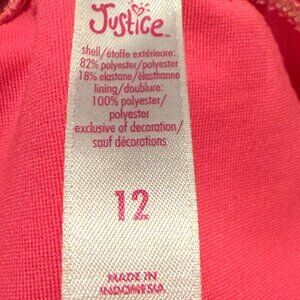 Justice
shell/étoffe extérieure:
82% polyester/polyester
18% elastane/élasthanne
lining/doublure:
100% polyester/
polyester
exclusive of decoration/
sauf décorations
12
MADE IN
INDONESIA